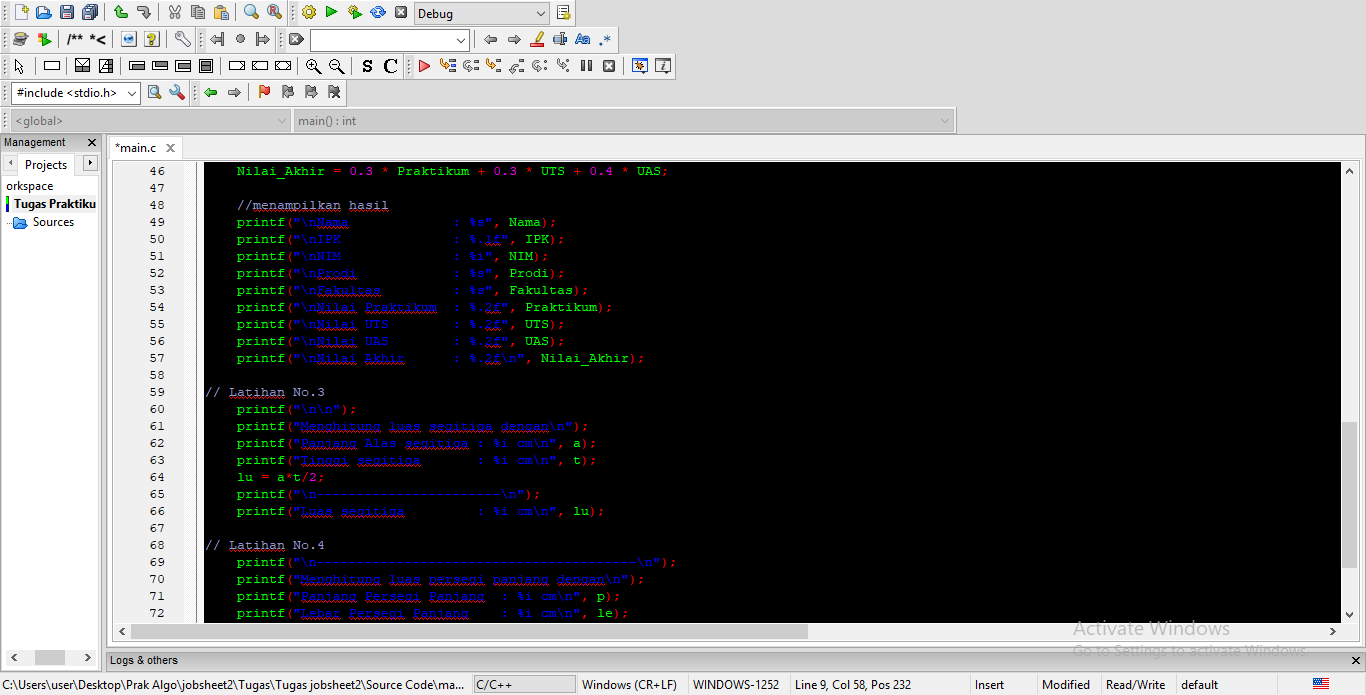 Debug
/** *<
S C
Aa .*
#include <stdio.h>
<global>
main() : int
Management
Projects
orkspace
Tugas Praktiku
Sources
*main.c
46 Nilai_Akhir = 0.3 * Praktikum + 0.3 * UTS + 0.4 * UAS;
47
48 //menampilkan hasil
49 printf("\nNama : %s", Nama);
50 printf("\nIPK : %.1f", IPK);
51 printf("\nNIM : %i", NIM);
52 printf("\nProdi : %s", Prodi);
53 printf("\nFakultas : %s", Fakultas);
54 printf("\nNilai Praktikum : %.2f", Praktikum);
55 printf("\nNilai UTS : %.2f", UTS);
56 printf("\nNilai UAS : %.2f", UAS);
57 printf("\nNilai Akhir : %.2f\n", Nilai_Akhir);
58
59 // Latihan No.3
60 printf("\n\n");
61 printf("Menghitung luas segitiga dengan\n");
62 printf("Panjang Alas segitiga : %i cm\n", a);
63 printf("Tinggi segitiga : %i cm\n", t);
64 lu = a*t/2;
65 printf("\n-----------------------\n");
66 printf("Luas segitiga : %i cm\n", lu);
67
68 // Latihan No.4
69 printf("\n----------------------------------------\n");
70 printf("Menghitung luas persegi panjang dengan\n");
71 printf("Panjang Persegi Panjang : %i cm\n", p);
72 printf("Lebar Persegi Panjang : %i cm\n", le);
Activate Windows
Go to Settings to activate Windows.
Logs & others
C:\Users\user\Desktop\Prak Algo\jobsheet2\Tugas\Tugas jobsheet2\Source Code\ma...
C/C++
Windows (CR+LF)
WINDOWS-1252
Line 9, Col 58, Pos 232
Insert
Modified
Read/Write
default